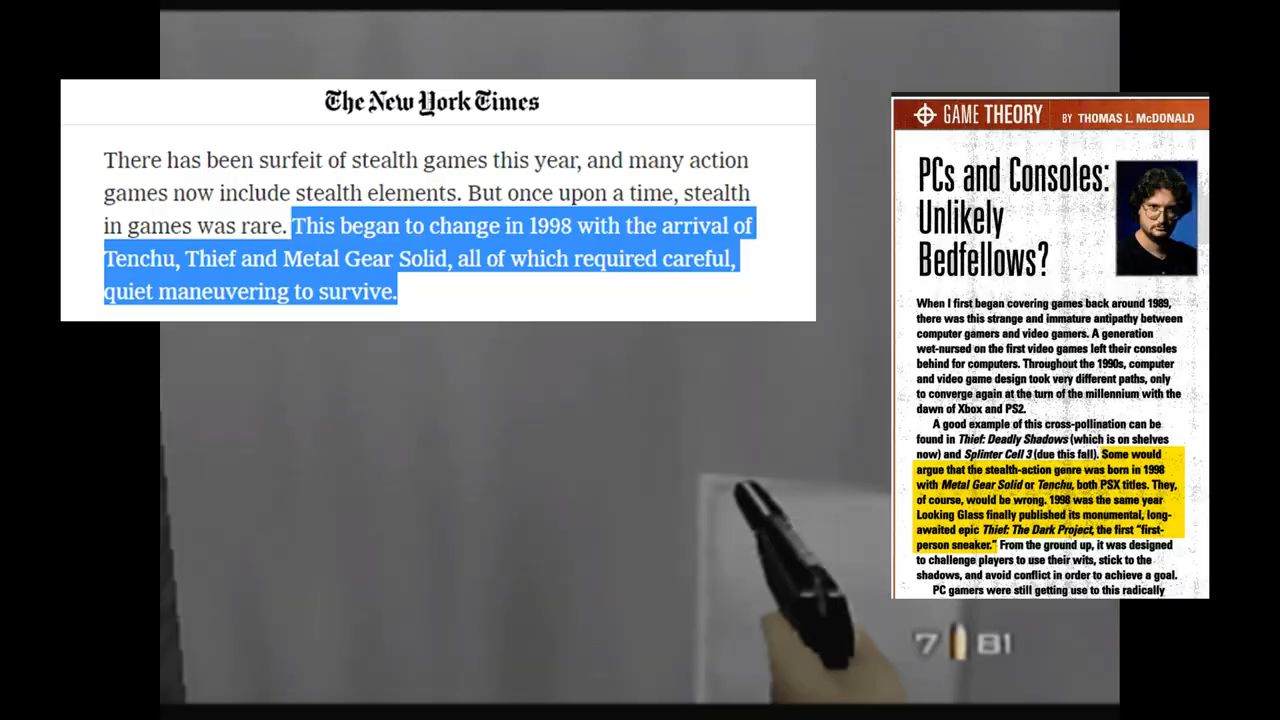 The New York Times
There has been surfeit of stealth games this year, and many action
games now include stealth elements. But once upon a time, stealth
in games was rare. This began to change in 1998 with the arrival of
Tenchu, Thief and Metal Gear Solid, all of which required careful,
quiet maneuvering to survive.
GAME THEORY BY THOMAS L. McDONALD
PCs and Consoles:
Unlikely
Bedfellows?
When I first began covering games back around 1989,
there was this strange and immature antipathy between
computer gamers and video gamers. A generation
wet-nursed on the first video games left their consoles
behind for computers. Throughout the 1990s, computer
and video game design took very different paths, only
to converge again at the turn of the millennium with the
dawn of Xbox and PS2.
A good example of this cross-pollination can be
found in Thief: Deadly Shadows (which is on shelves
now) and Splinter Cell 3 (due this fall). Some would
argue that the stealth-action genre was born in 1998
with Metal Gear Solid or Tenchu, both PSX titles. They,
of course, would be wrong. 1998 was the same year
Looking Glass finally published its monumental, long-
awaited epic Thief: The Dark Project, the first "first-
person sneaker." From the ground up, it was designed
to challenge players to use their wits, stick to the
shadows, and avoid conflict in order to achieve a goal.
PC gamers were still getting use to this radically
7 81